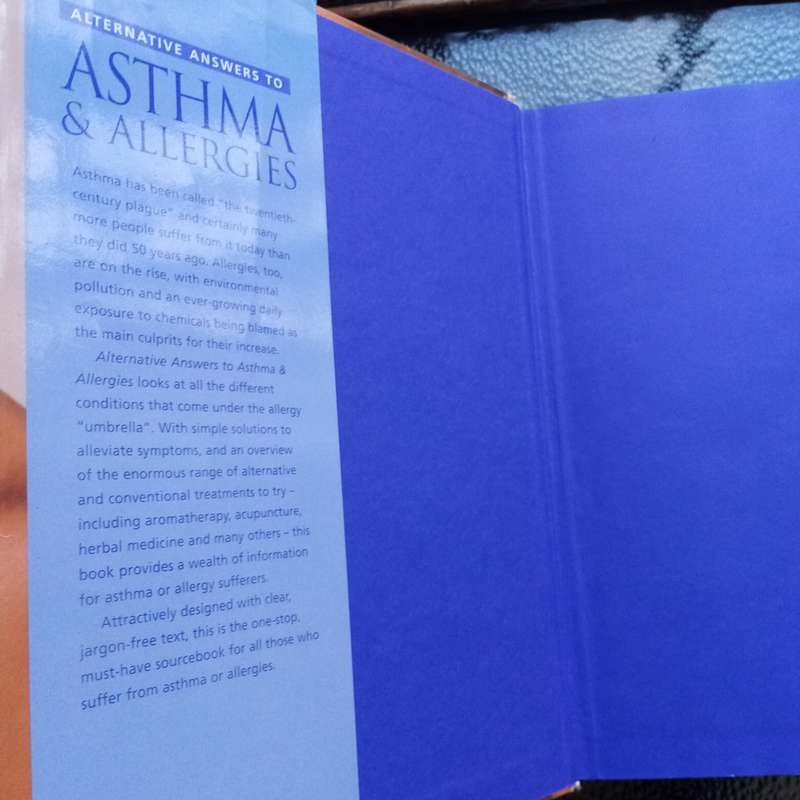 ALTERNATIVE ANSWERS TO
ASTHMA
& ALLERGIES
Asthma has been called "the twentieth-
century plague" and certainly many
more people suffer from it today than
they did 50 years ago. Allergies, too,
are on the rise, with environmental
pollution and an ever-growing daily
exposure to chemicals being blamed as
the main culprits for their increase.
Alternative Answers to Asthma &
Allergies looks at all the different
conditions that come under the allergy
"umbrella". With simple solutions to
alleviate symptoms, and an overview
of the enormous range of alternative
and conventional treatments to try –
including aromatherapy, acupuncture,
herbal medicine and many others – this
book provides a wealth of information
for asthma or allergy sufferers.
Attractively designed with clear,
jargon-free text, this is the one-stop,
must-have sourcebook for all those who
suffer from asthma or allergies.